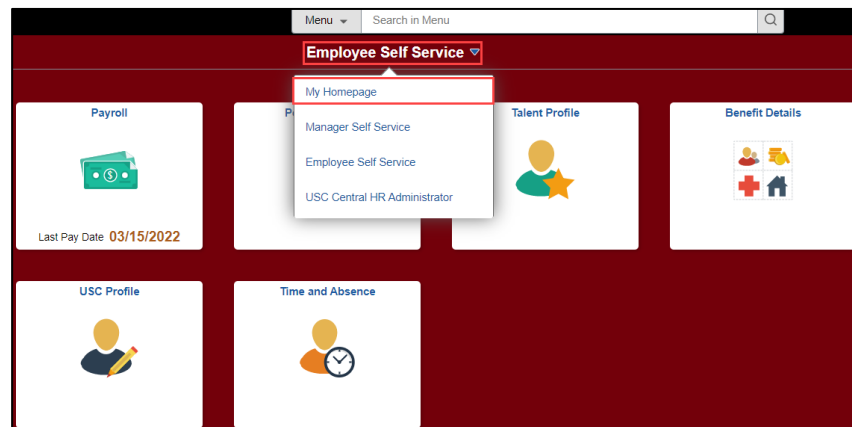 Menu
Search in Menu
Employee Self Service
My Homepage
Manager Self Service
Employee Self Service
USC Central HR Administrator
Payroll
Last Pay Date 03/15/2022
Talent Profile
Benefit Details
USC Profile
Time and Absence